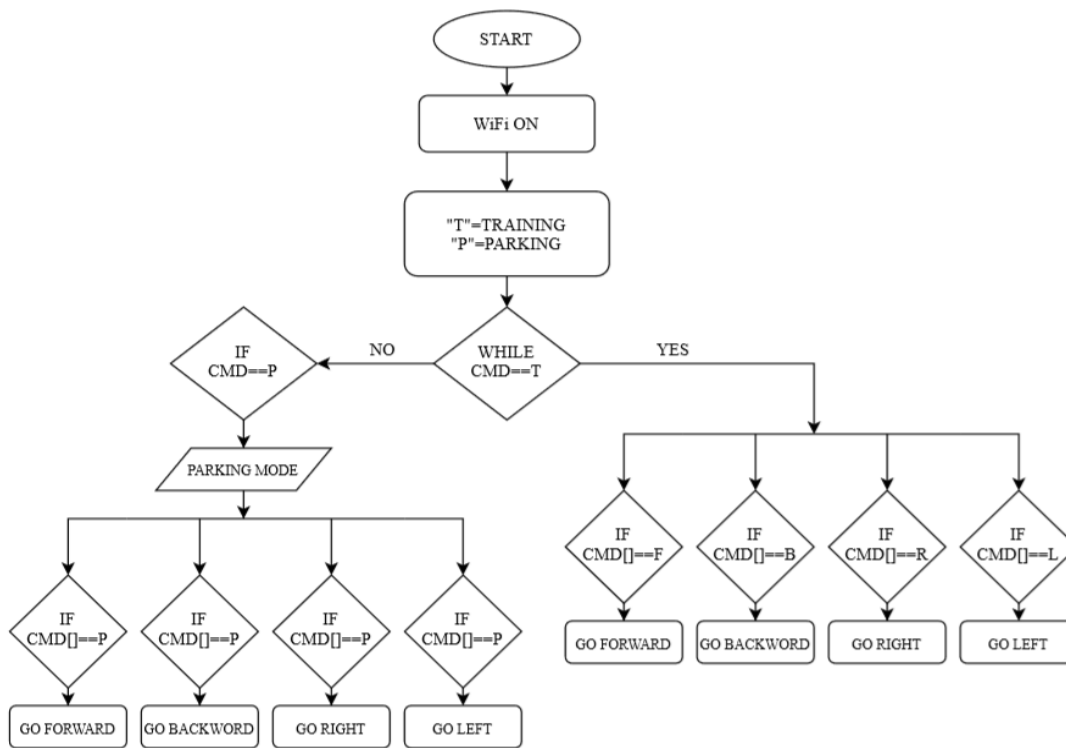 START
WiFi ON
"T"=TRAINING
"P"=PARKING
IF
CMD==P
NO
WHILE
CMD==T
YES
PARKING MODE
IF
CMD[]==F
IF
CMD[]==B
IF
CMD[]==R
IF
CMD[]==L
GO FORWARD
GO BACKWORD
GO RIGHT
GO LEFT
IF
CMD[]==P
IF
CMD[]==P
IF
CMD[]==P
IF
CMD[]==P
GO FORWARD
GO BACKWORD
GO RIGHT
GO LEFT